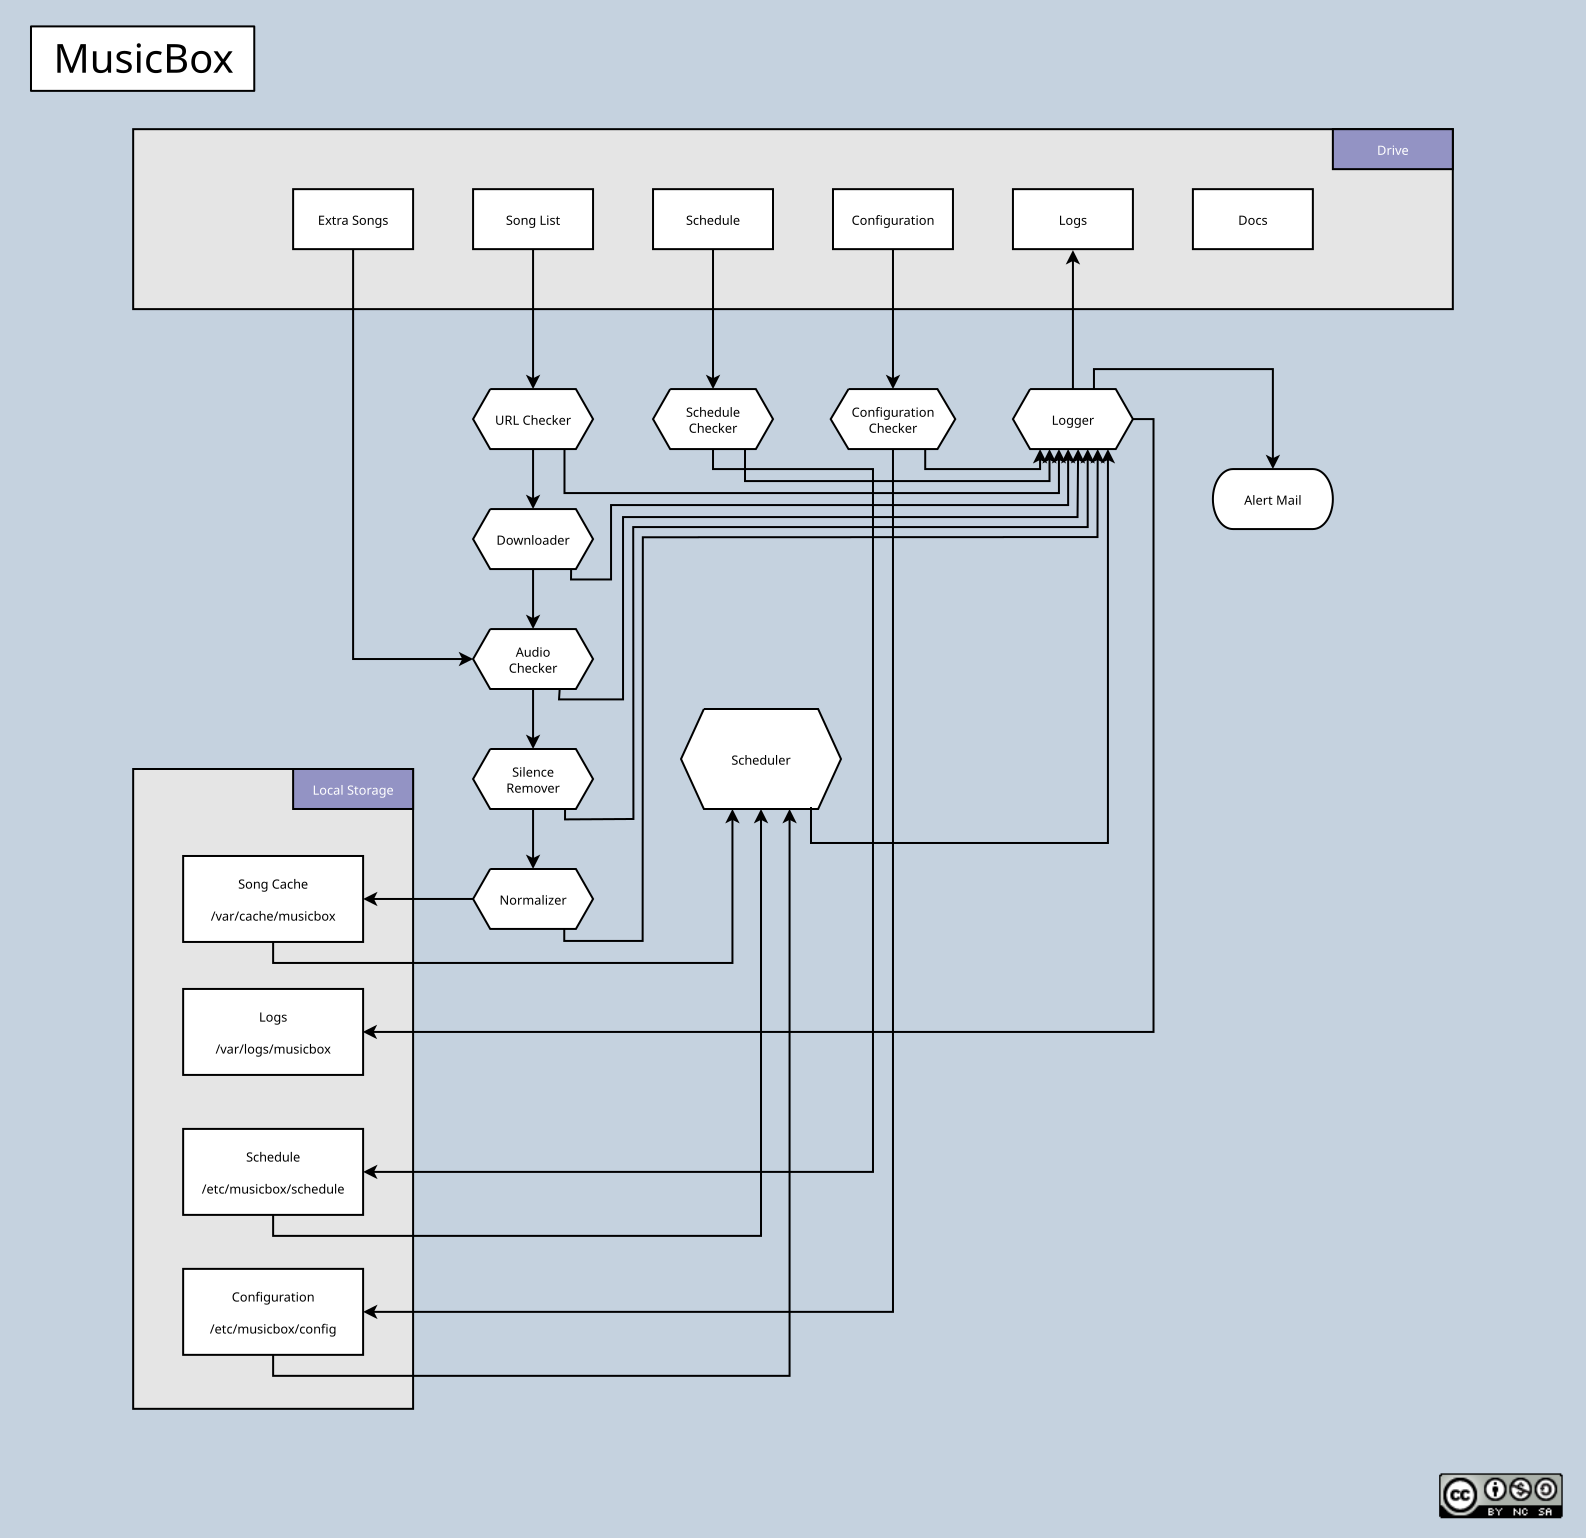 MusicBox
Drive
Extra Songs
Song List
Schedule
Configuration
Logs
Docs
URL Checker
Schedule
Checker
Configuration
Checker
Logger
Alert Mail
Downloader
Audio
Checker
Scheduler
Silence
Remover
Local Storage
Normalizer
Song Cache
/var/cache/musicbox
Logs
/var/logs/musicbox
Schedule
/etc/musicbox/schedule
Configuration
/etc/musicbox/config
cc
BY NC SA